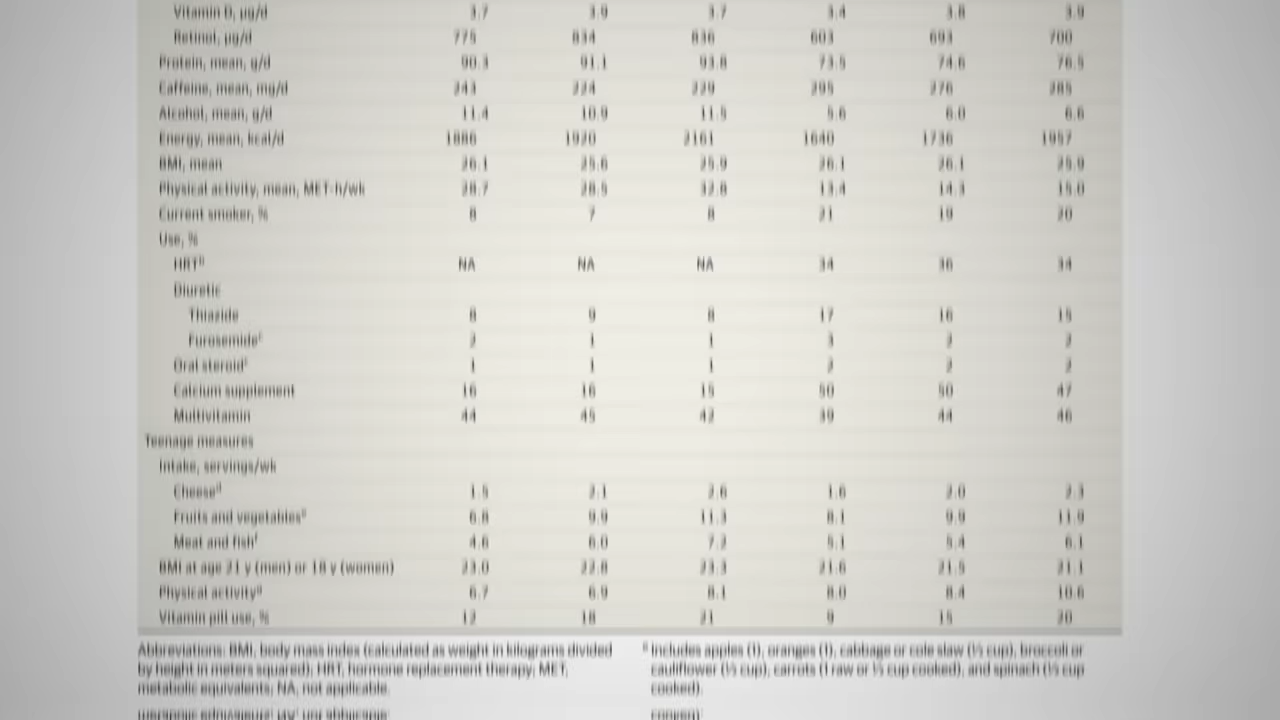 Vitamin D, µg/d 3.7 3.9 3.7 3.4 3.8 3.9
Retinol, µg/d 775 834 836 603 693 700
Protein, mean, g/d 90.3 91.1 93.8 73.5 74.6 76.5
Caffeine, mean, mg/d 243 224 229 295 276 285
Alcohol, mean, g/d 11.4 10.9 11.5 5.6 6.0 6.6
Energy, mean, kcal/d 1886 1920 2161 1640 1736 1957
BMI, mean 26.1 25.6 25.9 26.1 26.1 25.9
Physical activity, mean, MET-h/wk 28.7 28.5 32.8 13.4 14.3 15.0
Current smoker, % 8 7 8 21 19 20
Use, %
HRTᵇ NA NA NA 34 36 34
Diuretic
Thiazide 8 9 8 17 16 15
Furosemideᶜ 2 1 1 3 2 2
Oral steroidᶜ 1 1 1 2 2 2
Calcium supplement 16 16 15 50 50 47
Multivitamin 44 45 42 39 44 46
Teenage measures
Intake, servings/wk
Cheeseᵈ 1.5 2.1 2.6 1.6 2.0 2.3
Fruits and vegetablesᵉ 6.8 9.9 11.3 8.1 9.9 11.9
Meat and fishᶠ 4.6 6.0 7.2 5.1 5.4 6.1
BMI at age 21 y (men) or 18 y (women) 23.0 22.8 23.3 21.6 21.5 21.1
Physical activityᵍ 6.7 6.9 8.1 8.0 8.4 10.6
Vitamin pill use, % 12 18 21 9 15 20
Abbreviations: BMI, body mass index (calculated as weight in kilograms divided
by height in meters squared); HRT, hormone replacement therapy; MET,
metabolic equivalents; NA, not applicable.
ᵉ Includes apples (1), oranges (1), cabbage or cole slaw (½ cup), broccoli or
cauliflower (½ cup), carrots (1 raw or ½ cup cooked), and spinach (½ cup
cooked).